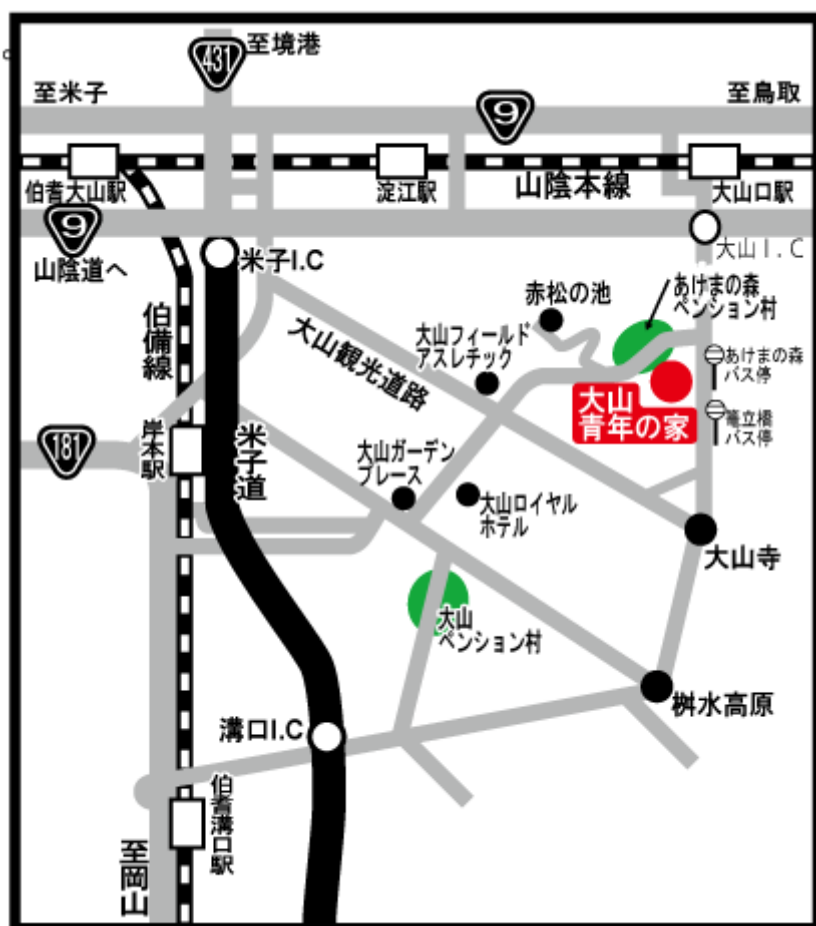 431
至境港
至米子
9
至鳥取
伯耆大山駅
淀江駅
山陰本線
大山口駅
9
山陰道へ
米子I.C
大山I.C
あけまの森
ペンション村
赤松の池
伯備線
大山観光道路
大山フィールド
アスレチック
あけまの森
バス停
大山
青年の家
篭立橋
バス停
181
岸本駅
米子道
大山ガーデン
プレース
大山ロイヤル
ホテル
大山寺
大山
ペンション村
桝水高原
溝口I.C
伯耆溝口駅
至岡山